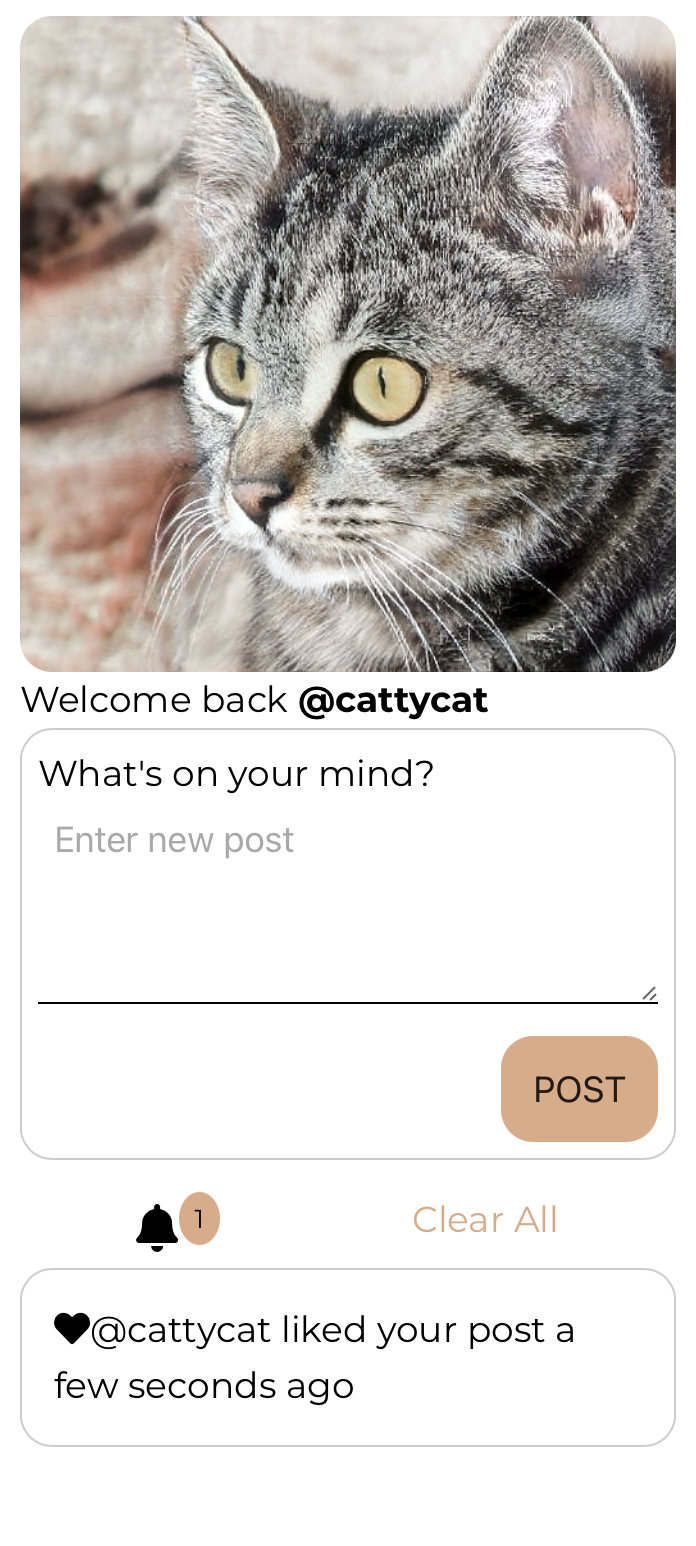 Welcome back @cattycat
What's on your mind?
Enter new post
POST
1
Clear All
@cattycat liked your post a
few seconds ago